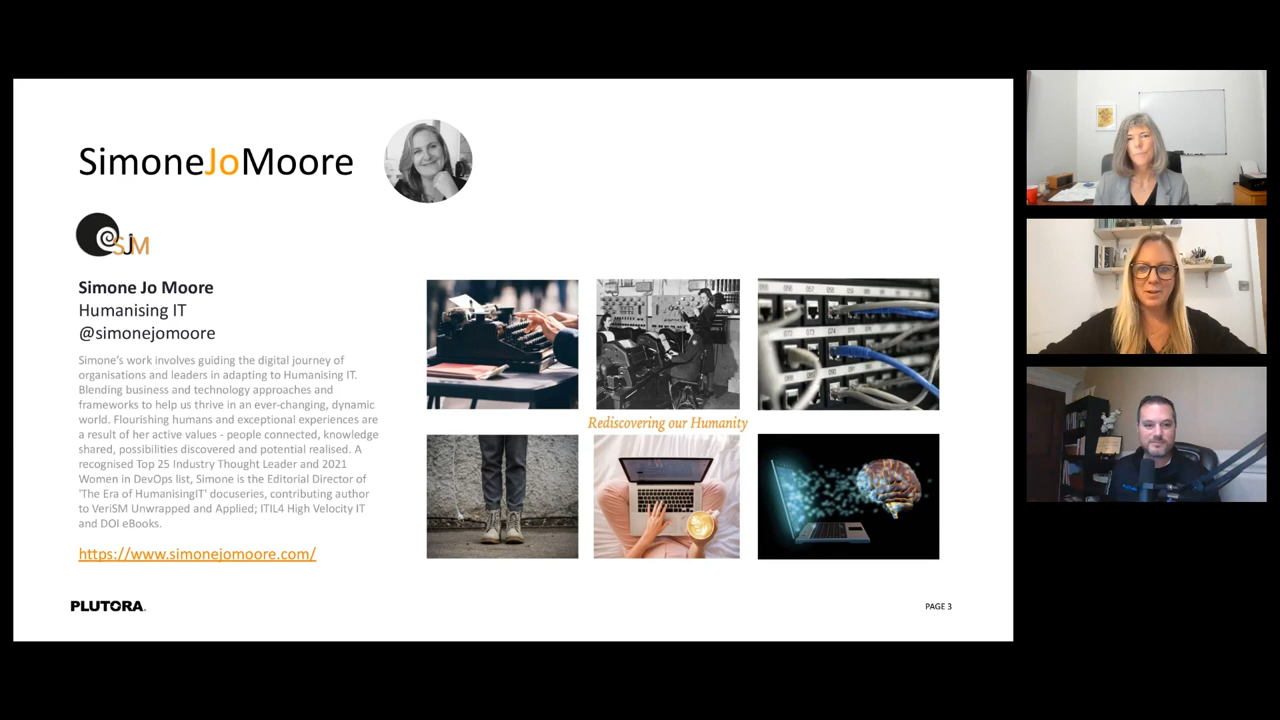 SimoneJoMoore
SJM
Simone Jo Moore
Humanising IT
@simonejomoore
Simone's work involves guiding the digital journey of
organisations and leaders in adapting to Humanising IT.
Blending business and technology approaches and
frameworks to help us thrive in an ever-changing, dynamic
world. Flourishing humans and exceptional experiences are
a result of her active values - people connected, knowledge
shared, possibilities discovered and potential realised. A
recognised Top 25 Industry Thought Leader and 2021
Women in DevOps list, Simone is the Editorial Director of
'The Era of HumanisingIT' docuseries, contributing author
to VeriSM Unwrapped and Applied; ITIL4 High Velocity IT
and DOI eBooks.
https://www.simonejomoore.com/
Rediscovering our Humanity
PLUTORA.
PAGE 3